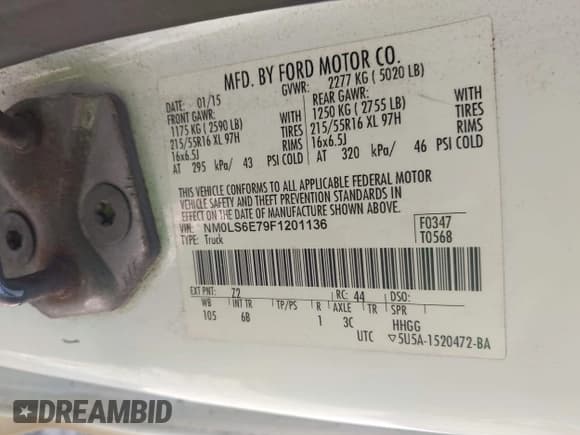 MFD. BY FORD MOTOR CO.
DATE: 01/15 GVWR: 2277 KG ( 5020 LB)
FRONT GAWR: REAR GAWR:
1175 KG ( 2590 LB) WITH 1250 KG ( 2755 LB) WITH
215/55R16 XL 97H TIRES 215/55R16 XL 97H TIRES
16x6.5J RIMS 16x6.5J RIMS
AT 295 kPa/ 43 PSI COLD AT 320 kPa/ 46 PSI COLD
THIS VEHICLE CONFORMS TO ALL APPLICABLE FEDERAL MOTOR
VEHICLE SAFETY AND THEFT PREVENTION STANDARDS IN
EFFECT ON THE DATE OF MANUFACTURE SHOWN ABOVE.
VIN: NM0LS6E79F1201136 F0347
TYPE: Truck T0568
EXT PNT: 72 RC: 44 DSO:
WB INT TR TP/PS R AXLE TR SPR
105 6B 1 3C HHGG
UTC ▽5U5A-1520472-BA
DREAMBID